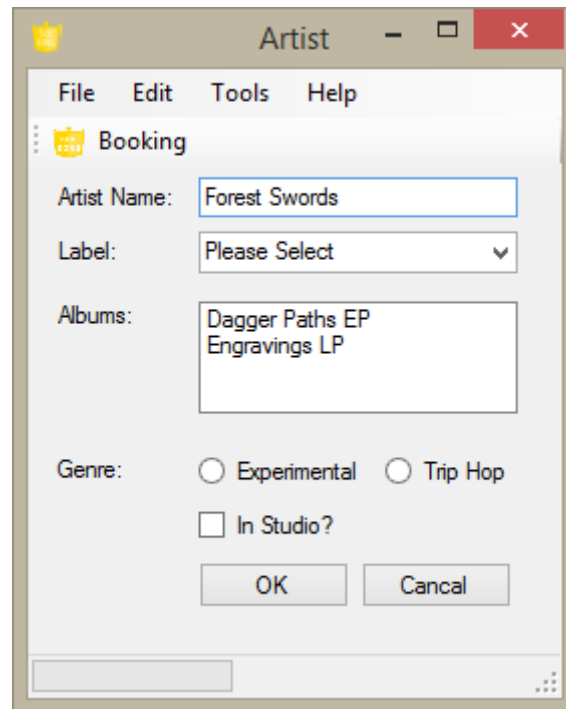 Artist
File Edit Tools Help
Booking
Artist Name: Forest Swords
Label: Please Select
Albums: Dagger Paths EP
Engravings LP
Genre: Experimental Trip Hop
In Studio?
OK Cancal